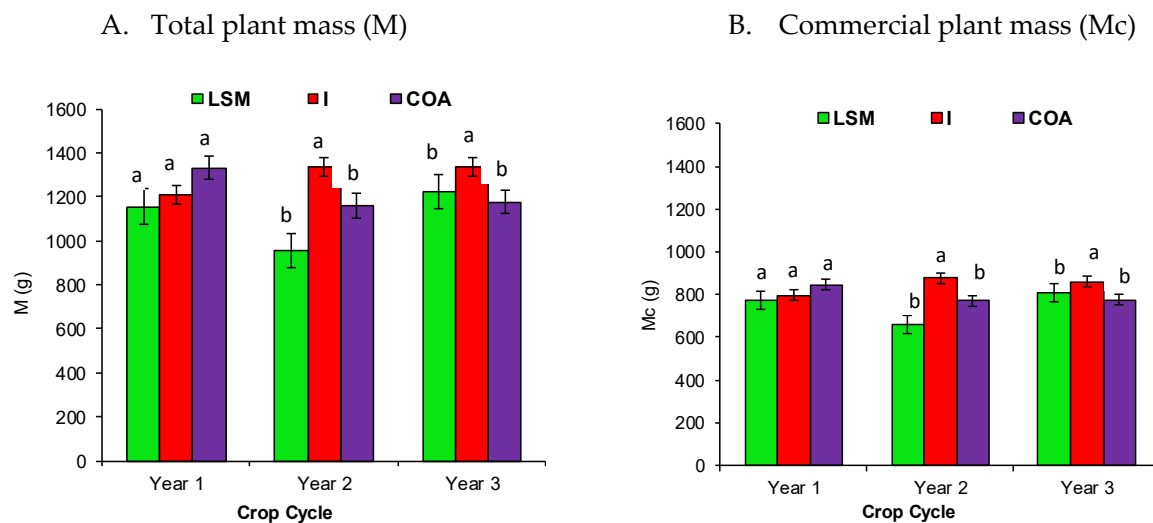 A. Total plant mass (M)
LSM I COA
1600
1400
1200
1000
800
600
400
200
0
M (g)
a a a
b a b
b a b
Year 1 Year 2 Year 3
Crop Cycle
B. Commercial plant mass (Mc)
LSM I COA
1600
1400
1200
1000
800
600
400
200
0
Mc (g)
a a a
b a b
b a b
Year 1 Year 2 Year 3
Crop Cycle